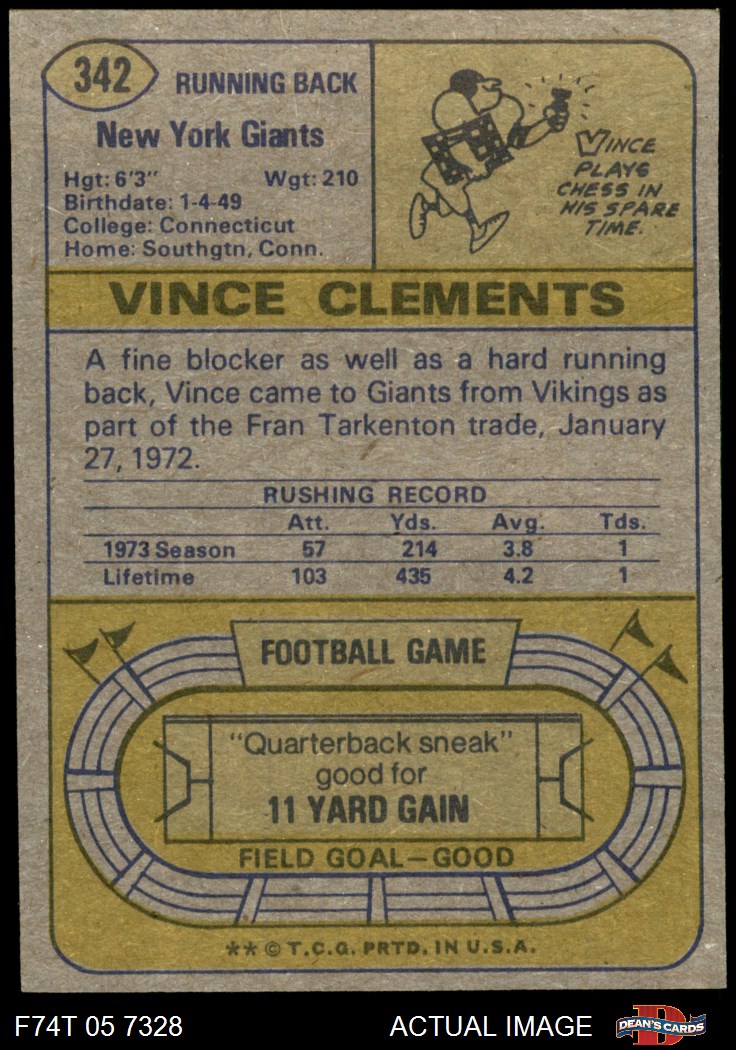 342
RUNNING BACK
New York Giants
Hgt: 6'3" Wgt: 210
Birthdate: 1-4-49
College: Connecticut
Home: Southgtn, Conn.
VINCE
PLAYS
CHESS IN
HIS SPARE
TIME.
VINCE CLEMENTS
A fine blocker as well as a hard running
back, Vince came to Giants from Vikings as
part of the Fran Tarkenton trade, January
27, 1972.
RUSHING RECORD
Att. Yds. Avg. Tds.
1973 Season 57 214 3.8 1
Lifetime 103 435 4.2 1
FOOTBALL GAME
"Quarterback sneak"
good for
11 YARD GAIN
FIELD GOAL—GOOD
** © T.C.G. PRTD. IN U.S.A.
F74T 05 7328 ACTUAL IMAGE
D
DEAN'S CARDS